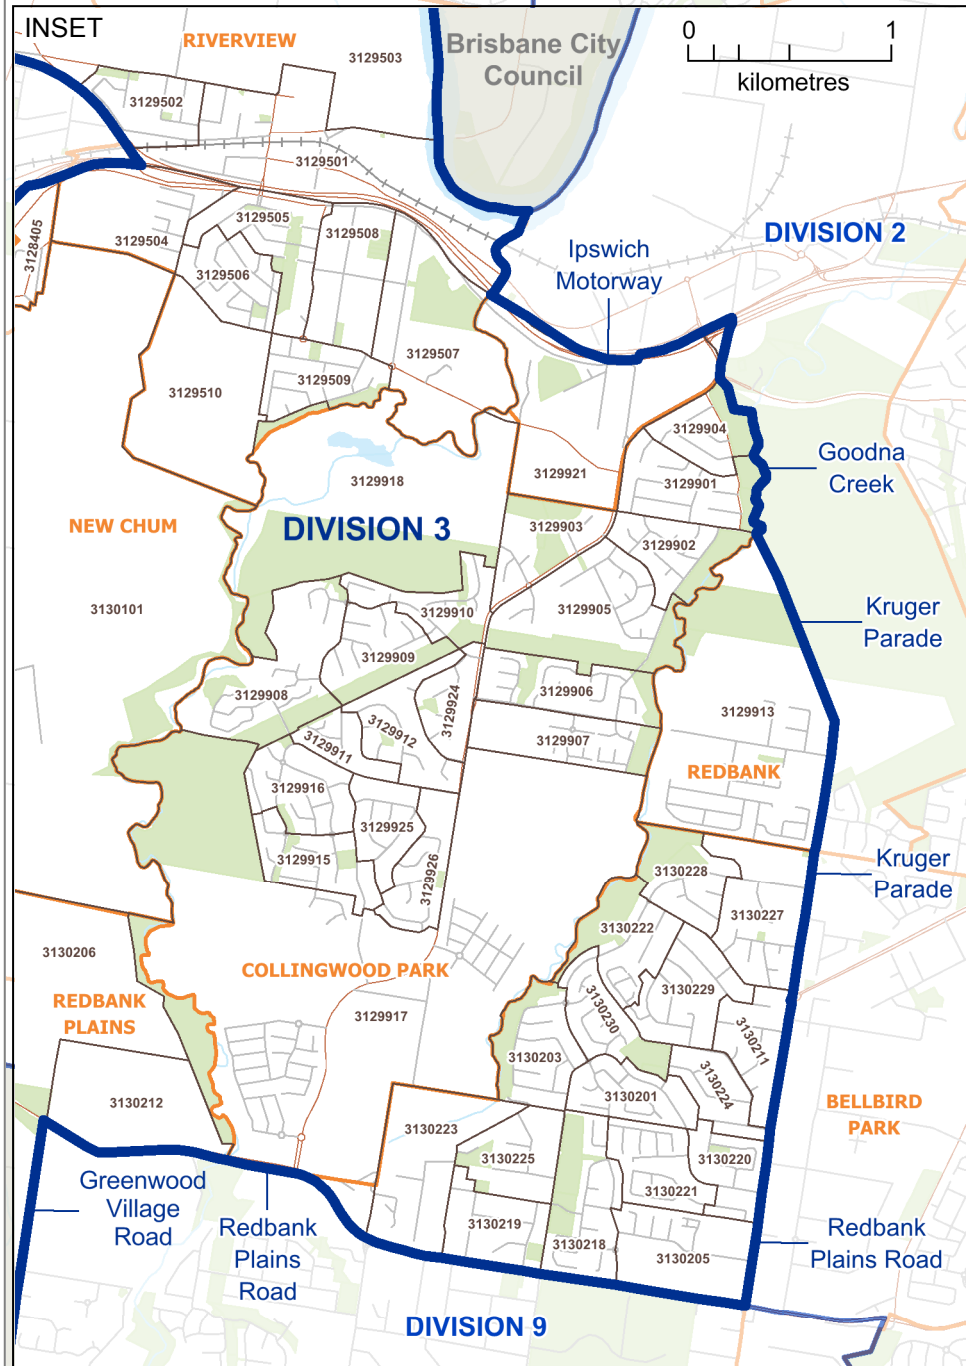 INSET
RIVERVIEW
3129503
Brisbane City
Council
0
1
kilometres
3129502
3129501
3128405
3129504
3129505
3129508
3129506
Ipswich
Motorway
DIVISION 2
3129507
3129510
3129509
3129904
Goodna
Creek
3129918
3129921
3129901
NEW CHUM
DIVISION 3
3129903
3129902
3130101
3129910
3129905
Kruger
Parade
3129909
3129908
3129924
3129906
3129912
3129911
3129907
3129913
REDBANK
3129916
3129925
3129915
3129926
3130228
Kruger
Parade
3130227
3130222
3130206
COLLINGWOOD PARK
REDBANK
PLAINS
3129917
3130229
3130230
3130211
3130203
3130224
3130201
3130212
3130223
BELLBIRD
PARK
3130225
3130220
3130221
Greenwood
Village
Road
Redbank
Plains
Road
3130219
3130218
3130205
Redbank
Plains Road
DIVISION 9